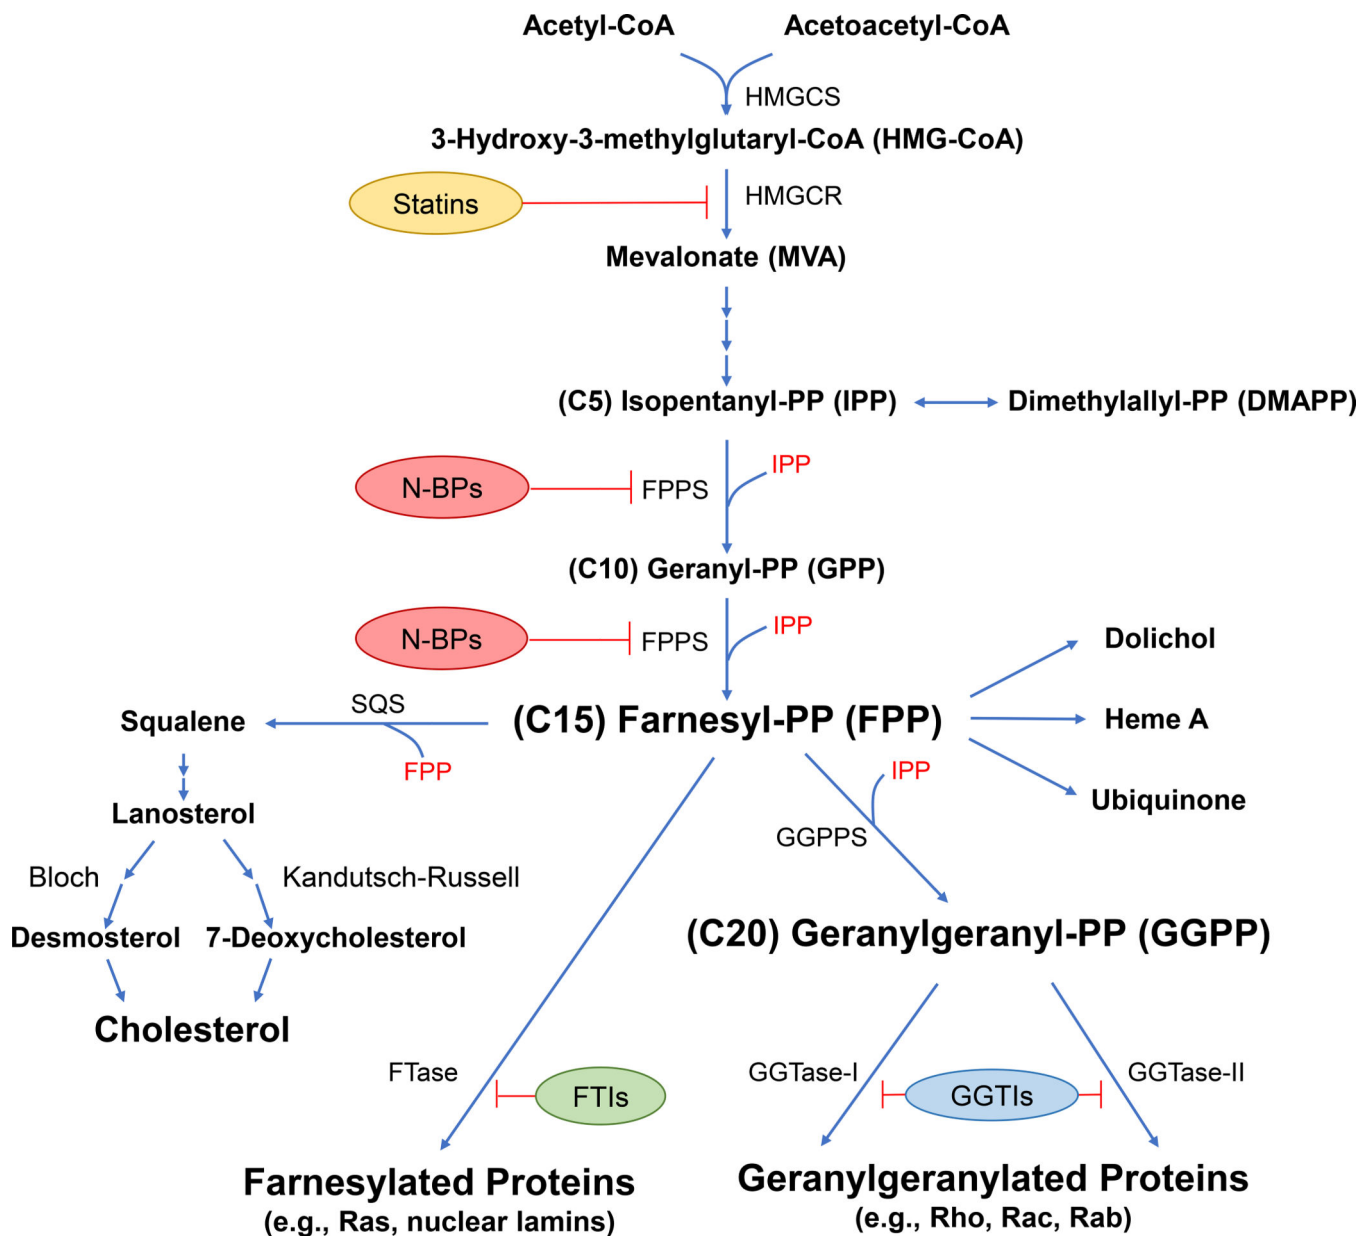 Acetyl-CoA
Acetoacetyl-CoA
HMGCS
3-Hydroxy-3-methylglutaryl-CoA (HMG-CoA)
Statins
HMGCR
Mevalonate (MVA)
(C5) Isopentanyl-PP (IPP)
Dimethylallyl-PP (DMAPP)
N-BPs
FPPS
IPP
(C10) Geranyl-PP (GPP)
N-BPs
FPPS
IPP
Dolichol
SQS
Squalene
(C15) Farnesyl-PP (FPP)
Heme A
FPP
IPP
Ubiquinone
Lanosterol
GGPPS
Bloch
Kandutsch-Russell
Desmosterol
7-Deoxycholesterol
(C20) Geranylgeranyl-PP (GGPP)
Cholesterol
FTase
FTIs
GGTase-I
GGTIs
GGTase-II
Farnesylated Proteins
(e.g., Ras, nuclear lamins)
Geranylgeranylated Proteins
(e.g., Rho, Rac, Rab)